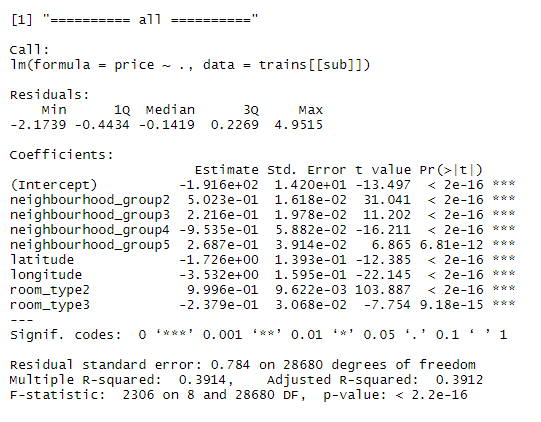 [1] "========== all =========="
Call:
lm(formula = price ~ ., data = trains[[sub]])
Residuals:
    Min      1Q  Median      3Q     Max
-2.1739 -0.4434 -0.1419  0.2269  4.9515
Coefficients:
                       Estimate Std. Error t value Pr(>|t|)
(Intercept)          -1.916e+02  1.420e+01 -13.497  < 2e-16 ***
neighbourhood_group2  5.023e-01  1.618e-02  31.041  < 2e-16 ***
neighbourhood_group3  2.216e-01  1.978e-02  11.202  < 2e-16 ***
neighbourhood_group4 -9.535e-01  5.882e-02 -16.211  < 2e-16 ***
neighbourhood_group5  2.687e-01  3.914e-02   6.865 6.81e-12 ***
latitude             -1.726e+00  1.393e-01 -12.385  < 2e-16 ***
longitude            -3.532e+00  1.595e-01 -22.145  < 2e-16 ***
room_type2            9.996e-01  9.622e-03 103.887  < 2e-16 ***
room_type3           -2.379e-01  3.068e-02  -7.754 9.18e-15 ***
---
Signif. codes:  0 ‘***’ 0.001 ‘**’ 0.01 ‘*’ 0.05 ‘.’ 0.1 ‘ ’ 1
Residual standard error: 0.784 on 28680 degrees of freedom
Multiple R-squared:  0.3914,    Adjusted R-squared:  0.3912
F-statistic:  2306 on 8 and 28680 DF,  p-value: < 2.2e-16